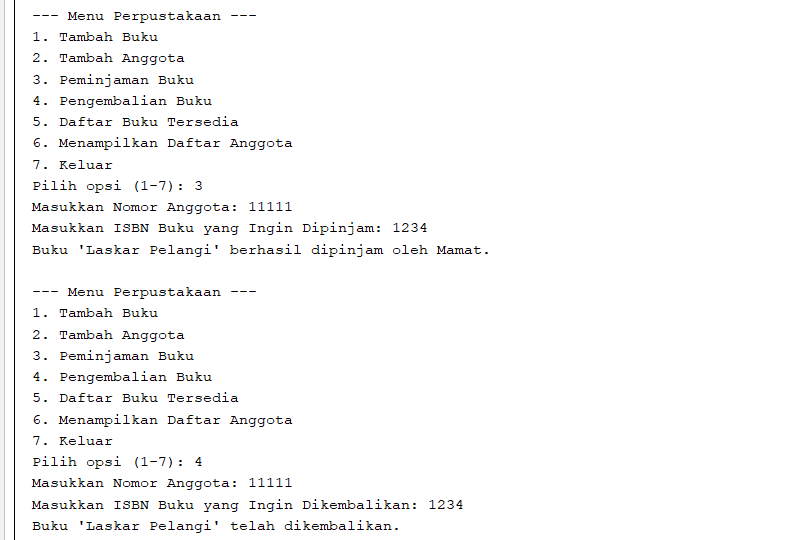 --- Menu Perpustakaan ---
1. Tambah Buku
2. Tambah Anggota
3. Peminjaman Buku
4. Pengembalian Buku
5. Daftar Buku Tersedia
6. Menampilkan Daftar Anggota
7. Keluar
Pilih opsi (1-7): 3
Masukkan Nomor Anggota: 11111
Masukkan ISBN Buku yang Ingin Dipinjam: 1234
Buku 'Laskar Pelangi' berhasil dipinjam oleh Mamat.

--- Menu Perpustakaan ---
1. Tambah Buku
2. Tambah Anggota
3. Peminjaman Buku
4. Pengembalian Buku
5. Daftar Buku Tersedia
6. Menampilkan Daftar Anggota
7. Keluar
Pilih opsi (1-7): 4
Masukkan Nomor Anggota: 11111
Masukkan ISBN Buku yang Ingin Dikembalikan: 1234
Buku 'Laskar Pelangi' telah dikembalikan.